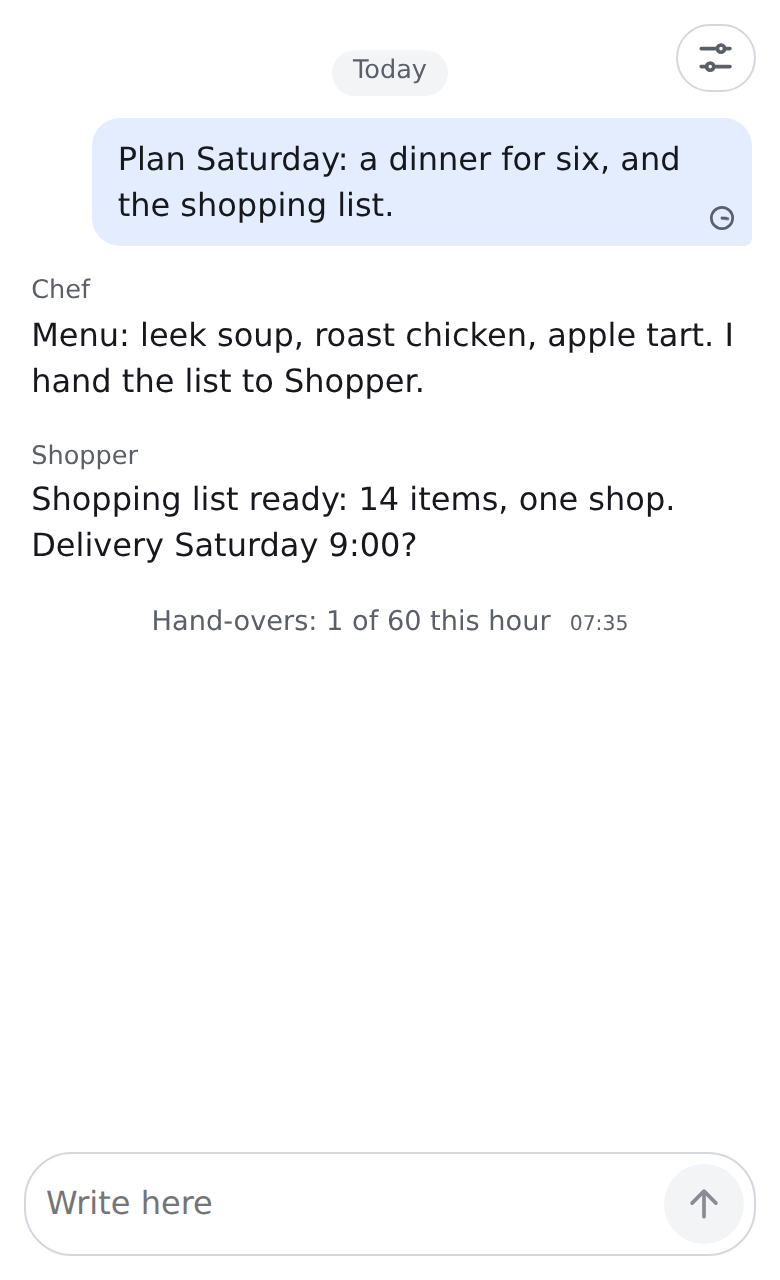 Today
Plan Saturday: a dinner for six, and
the shopping list.
Chef
Menu: leek soup, roast chicken, apple tart. I
hand the list to Shopper.
Shopper
Shopping list ready: 14 items, one shop.
Delivery Saturday 9:00?
Hand-overs: 1 of 60 this hour 07:35
Write here